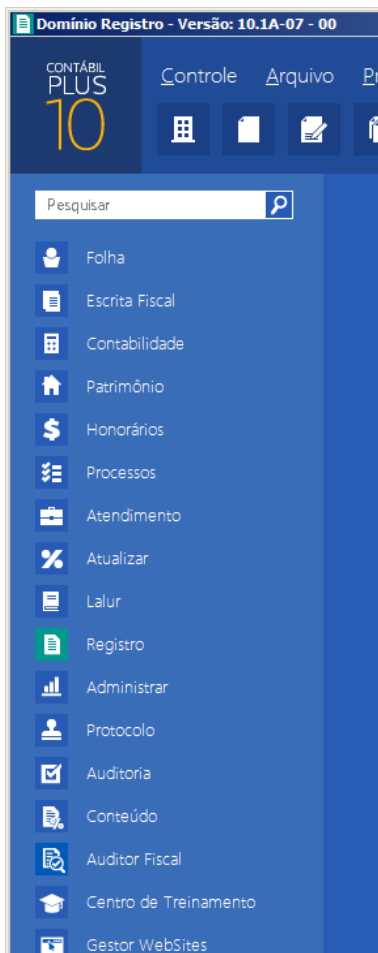 Domínio Registro - Versão: 10.1A-07 - 00
CONTÁBIL
PLUS
10
Controle Arquivo
Pesquisar
Folha
Escrita Fiscal
Contabilidade
Patrimônio
Honorários
Processos
Atendimento
Atualizar
Lalur
Registro
Administrar
Protocolo
Auditoria
Conteúdo
Auditor Fiscal
Centro de Treinamento
Gestor WebSites